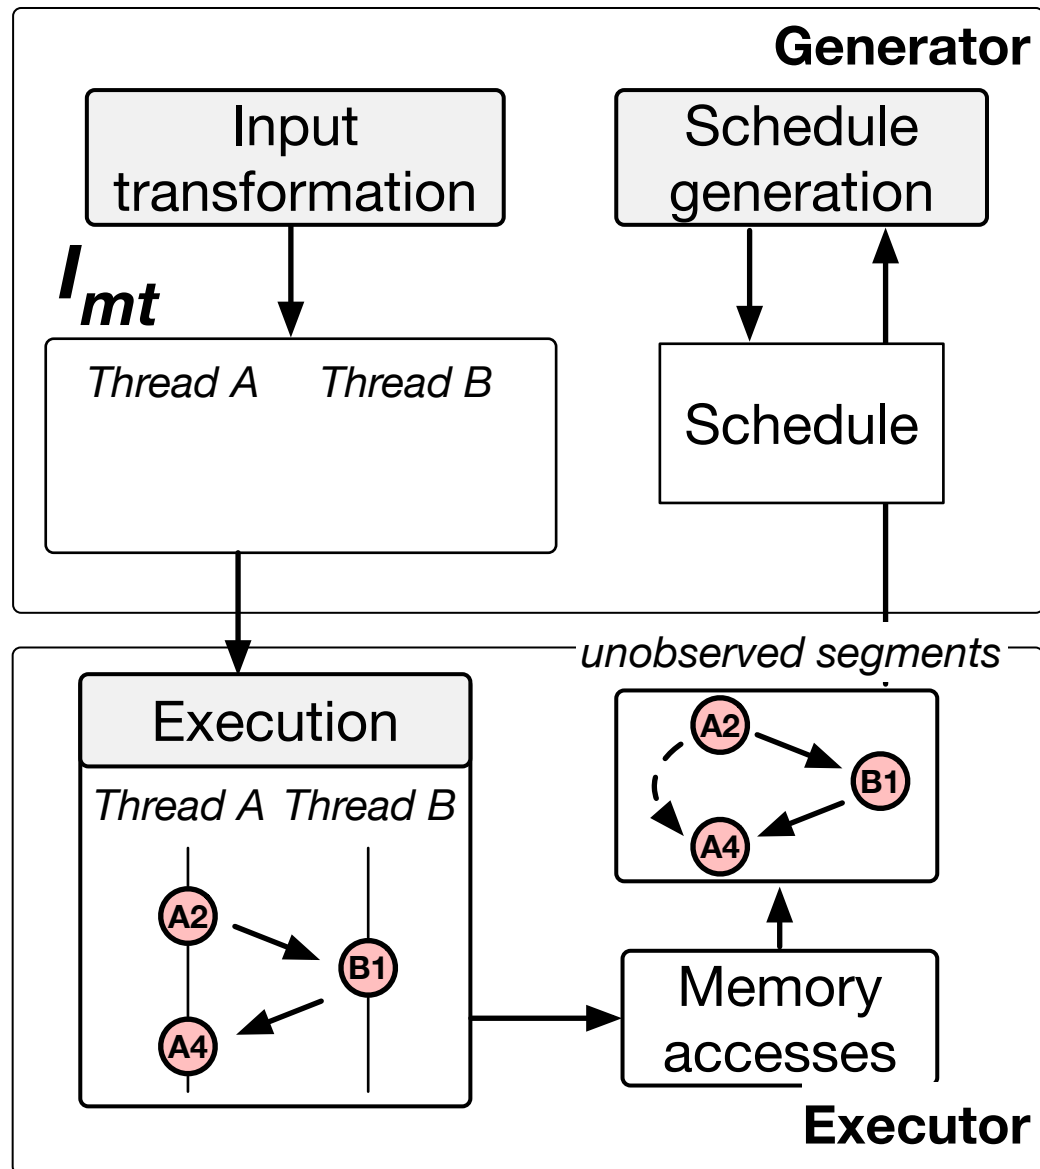 Generator
Input
transformation
Schedule
generation
I_mt
Thread A Thread B
Schedule
unobserved segments
Execution
Thread A Thread B
A2
B1
A4
A2
B1
A4
Memory
accesses
Executor